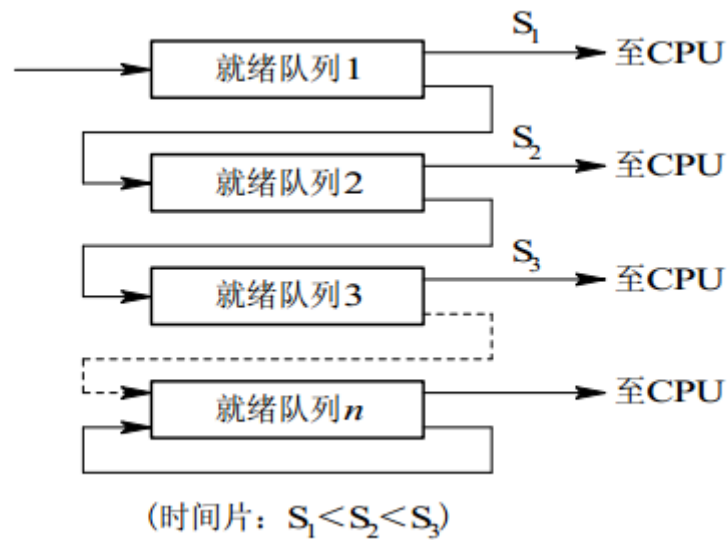 S₁
就绪队列1 至CPU
S₂
就绪队列2 至CPU
S₃
就绪队列3 至CPU
就绪队列n 至CPU
(时间片：S₁<S₂<S₃)